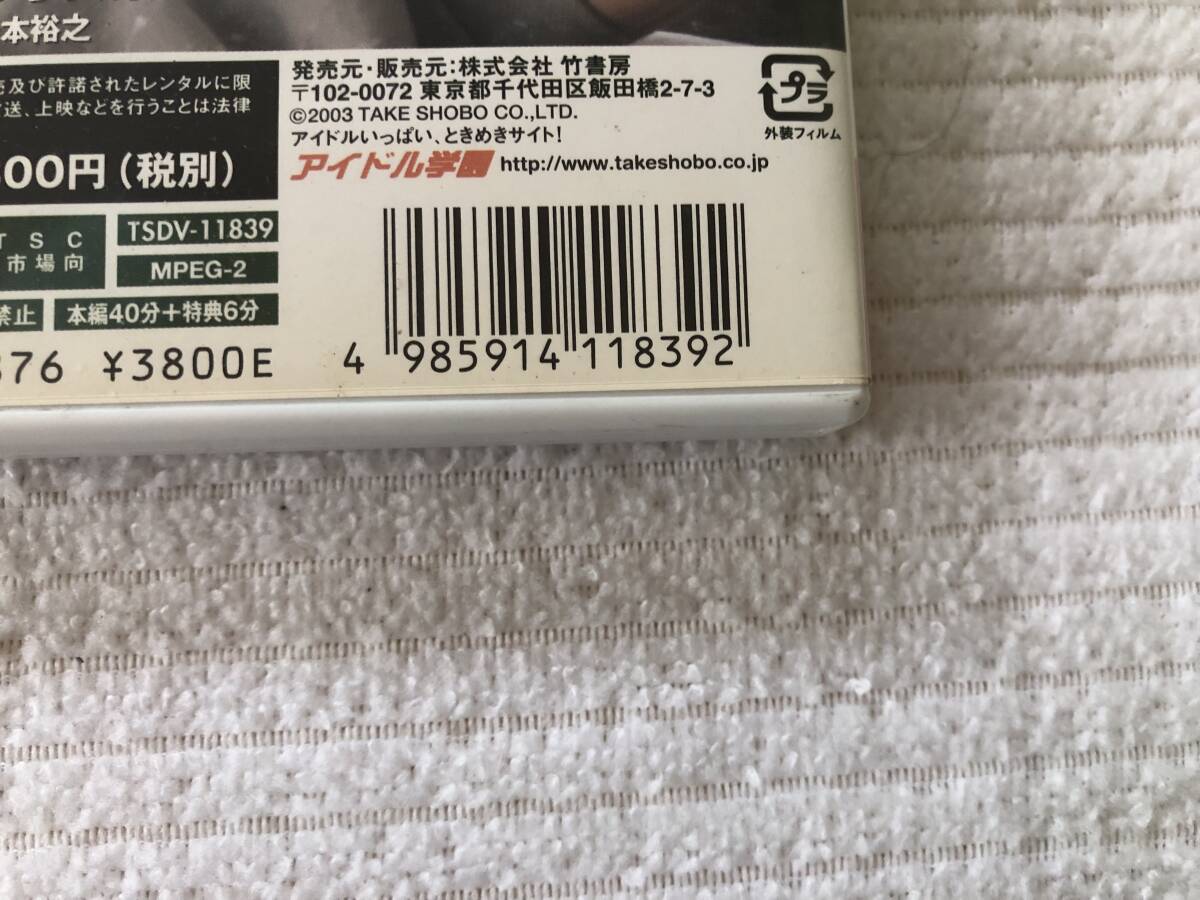 本裕之
及び許諾されたレンタルに限
送、上映などを行うことは法律
800円(税別)
TSC
市場向
TSDV-11839
MPEG-2
禁止
本編40分+特典6分
876 ¥3800E
発売元・販売元:株式会社 竹書房
〒102-0072 東京都千代田区飯田橋2-7-3
©2003 TAKE SHOBO CO.,LTD.
アイドルいっぱい、ときめきサイト!
アイドル学園 http://www.takeshobo.co.jp
プラ
外装フィルム
4 985914 118392